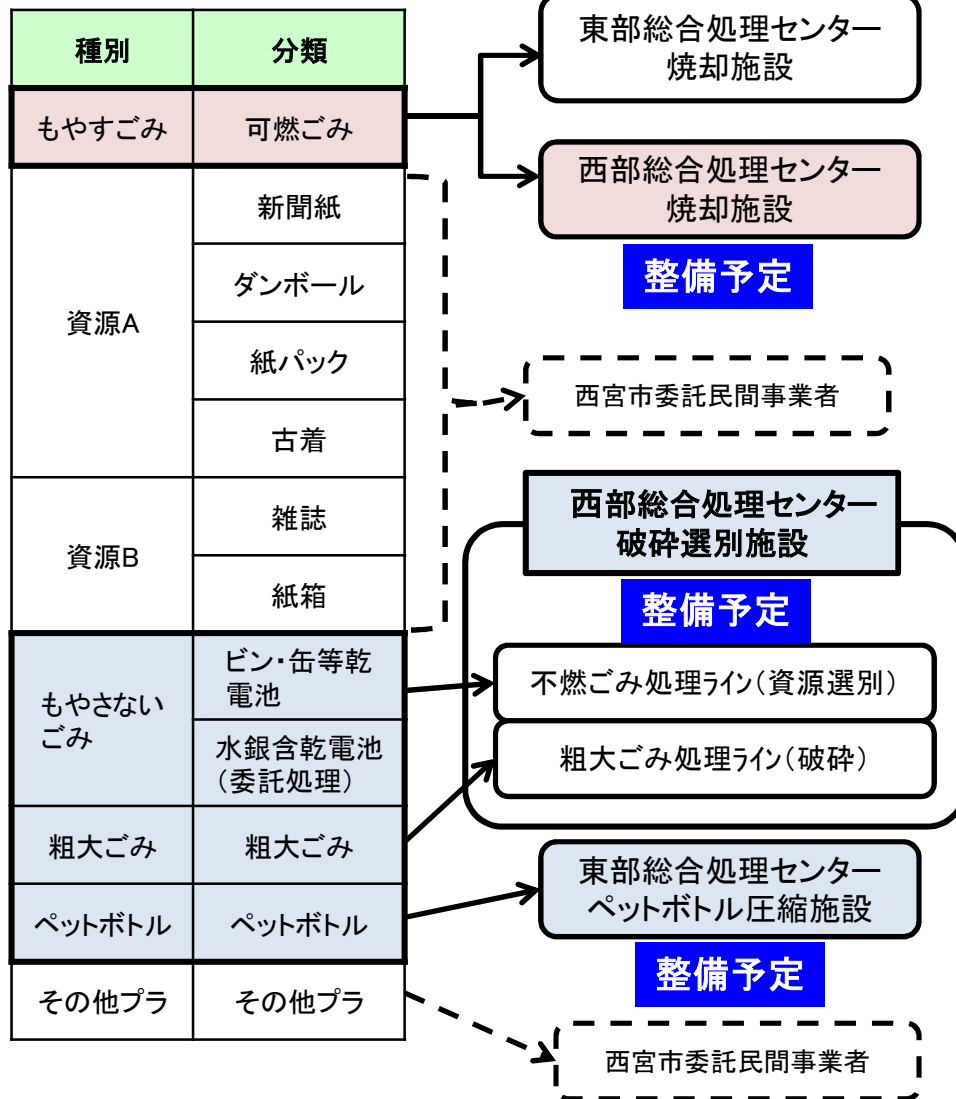 種別
分類
もやすごみ
可燃ごみ
資源A
新聞紙
ダンボール
紙パック
古着
資源B
雑誌
紙箱
もやさない
ごみ
ビン・缶等乾
電池
水銀含乾電池
（委託処理）
粗大ごみ
粗大ごみ
ペットボトル
ペットボトル
その他プラ
その他プラ
東部総合処理センター
焼却施設
西部総合処理センター
焼却施設
整備予定
西宮市委託民間事業者
西部総合処理センター
破砕選別施設
整備予定
不燃ごみ処理ﾗｲﾝ（資源選別）
粗大ごみ処理ﾗｲﾝ（破砕）
東部総合処理センター
ペットボトル圧縮施設
整備予定
西宮市委託民間事業者